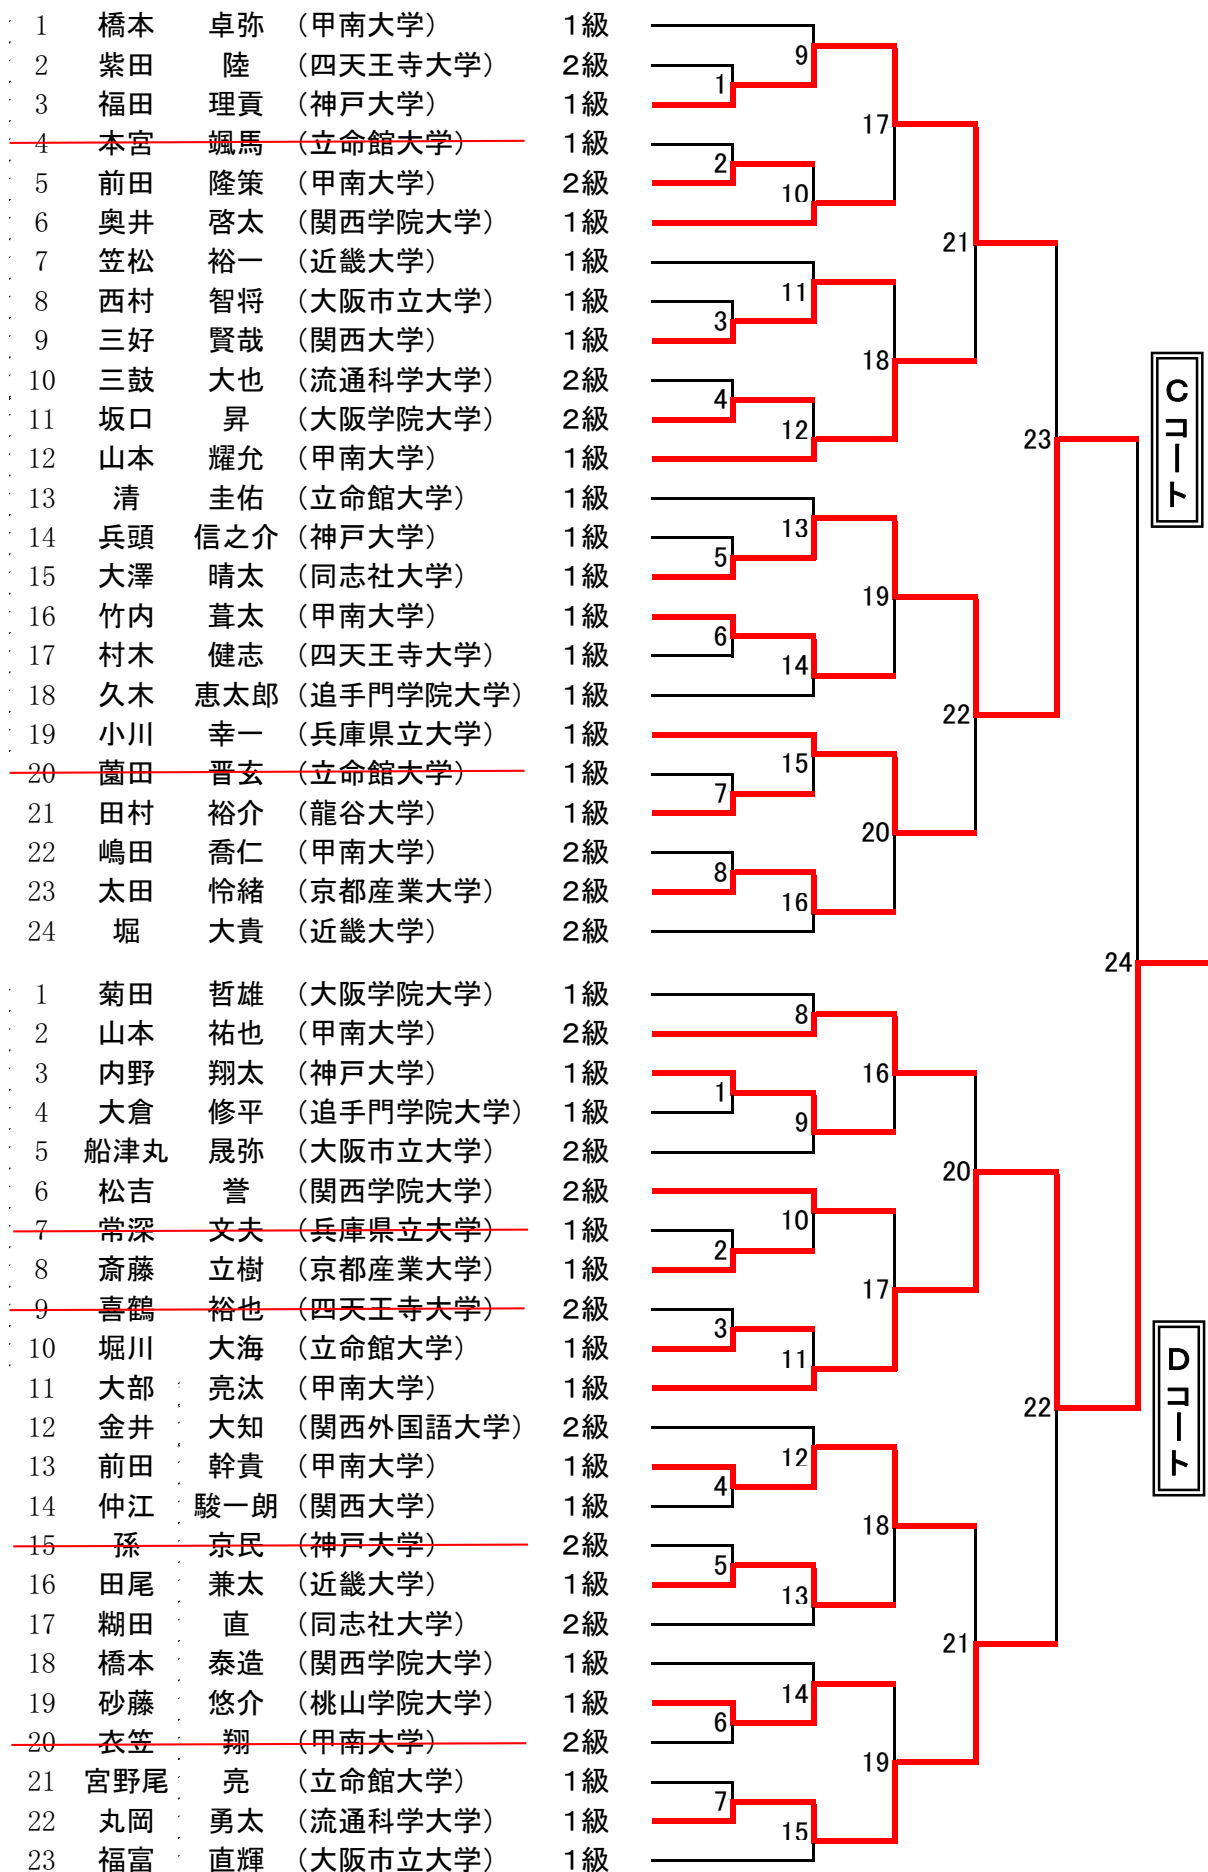 1 橋本 卓弥 （甲南大学） 1級
2 紫田 陸 （四天王寺大学） 2級
3 福田 理貢 （神戸大学） 1級
4 本宮 颯馬 （立命館大学） 1級
5 前田 隆策 （甲南大学） 2級
6 奥井 啓太 （関西学院大学） 1級
7 笠松 裕一 （近畿大学） 1級
8 西村 智将 （大阪市立大学） 1級
9 三好 賢哉 （関西大学） 1級
10 三鼓 大也 （流通科学大学） 2級
11 坂口 昇 （大阪学院大学） 2級
12 山本 耀允 （甲南大学） 1級
13 清 圭佑 （立命館大学） 1級
14 兵頭 信之介 （神戸大学） 1級
15 大澤 晴太 （同志社大学） 1級
16 竹内 葺太 （甲南大学） 1級
17 村木 健志 （四天王寺大学） 1級
18 久木 恵太郎 （追手門学院大学） 1級
19 小川 幸一 （兵庫県立大学） 1級
20 薗田 晋玄 （立命館大学） 1級
21 田村 裕介 （龍谷大学） 1級
22 嶋田 喬仁 （甲南大学） 2級
23 太田 怜緒 （京都産業大学） 2級
24 堀 大貴 （近畿大学） 2級
1 2 3 4 5 6 7 8
9 10 11 12 13 14 15 16
17 18 19 20
21 22
23
Cコート
24
1 菊田 哲雄 （大阪学院大学） 1級
2 山本 祐也 （甲南大学） 2級
3 内野 翔太 （神戸大学） 1級
4 大倉 修平 （追手門学院大学） 1級
5 船津丸 晟弥 （大阪市立大学） 2級
6 松吉 誉 （関西学院大学） 2級
7 常深 文夫 （兵庫県立大学） 1級
8 斎藤 立樹 （京都産業大学） 1級
9 喜鶴 裕也 （四天王寺大学） 2級
10 堀川 大海 （立命館大学） 1級
11 大部 亮汰 （甲南大学） 1級
12 金井 大知 （関西外国語大学） 2級
13 前田 幹貴 （甲南大学） 1級
14 仲江 駿一朗 （関西大学） 1級
15 孫 京民 （神戸大学） 2級
16 田尾 兼太 （近畿大学） 1級
17 糊田 直 （同志社大学） 2級
18 橋本 泰造 （関西学院大学） 1級
19 砂藤 悠介 （桃山学院大学） 1級
20 衣笠 翔 （甲南大学） 2級
21 宮野尾 亮 （立命館大学） 1級
22 丸岡 勇太 （流通科学大学） 1級
23 福富 直輝 （大阪市立大学） 1級
1 2 3 4 5 6 7
8 9 10 11 12 13 14 15
16 17 18 19
20 21
22
Dコート